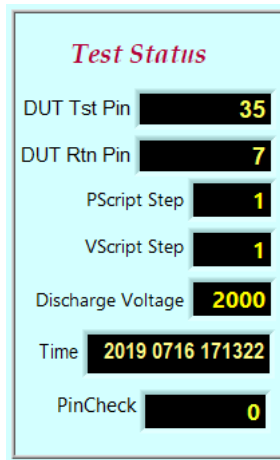 Test Status
DUT Tst Pin 35
DUT Rtn Pin 7
PScript Step 1
VScript Step 1
Discharge Voltage 2000
Time 2019 0716 171322
PinCheck 0